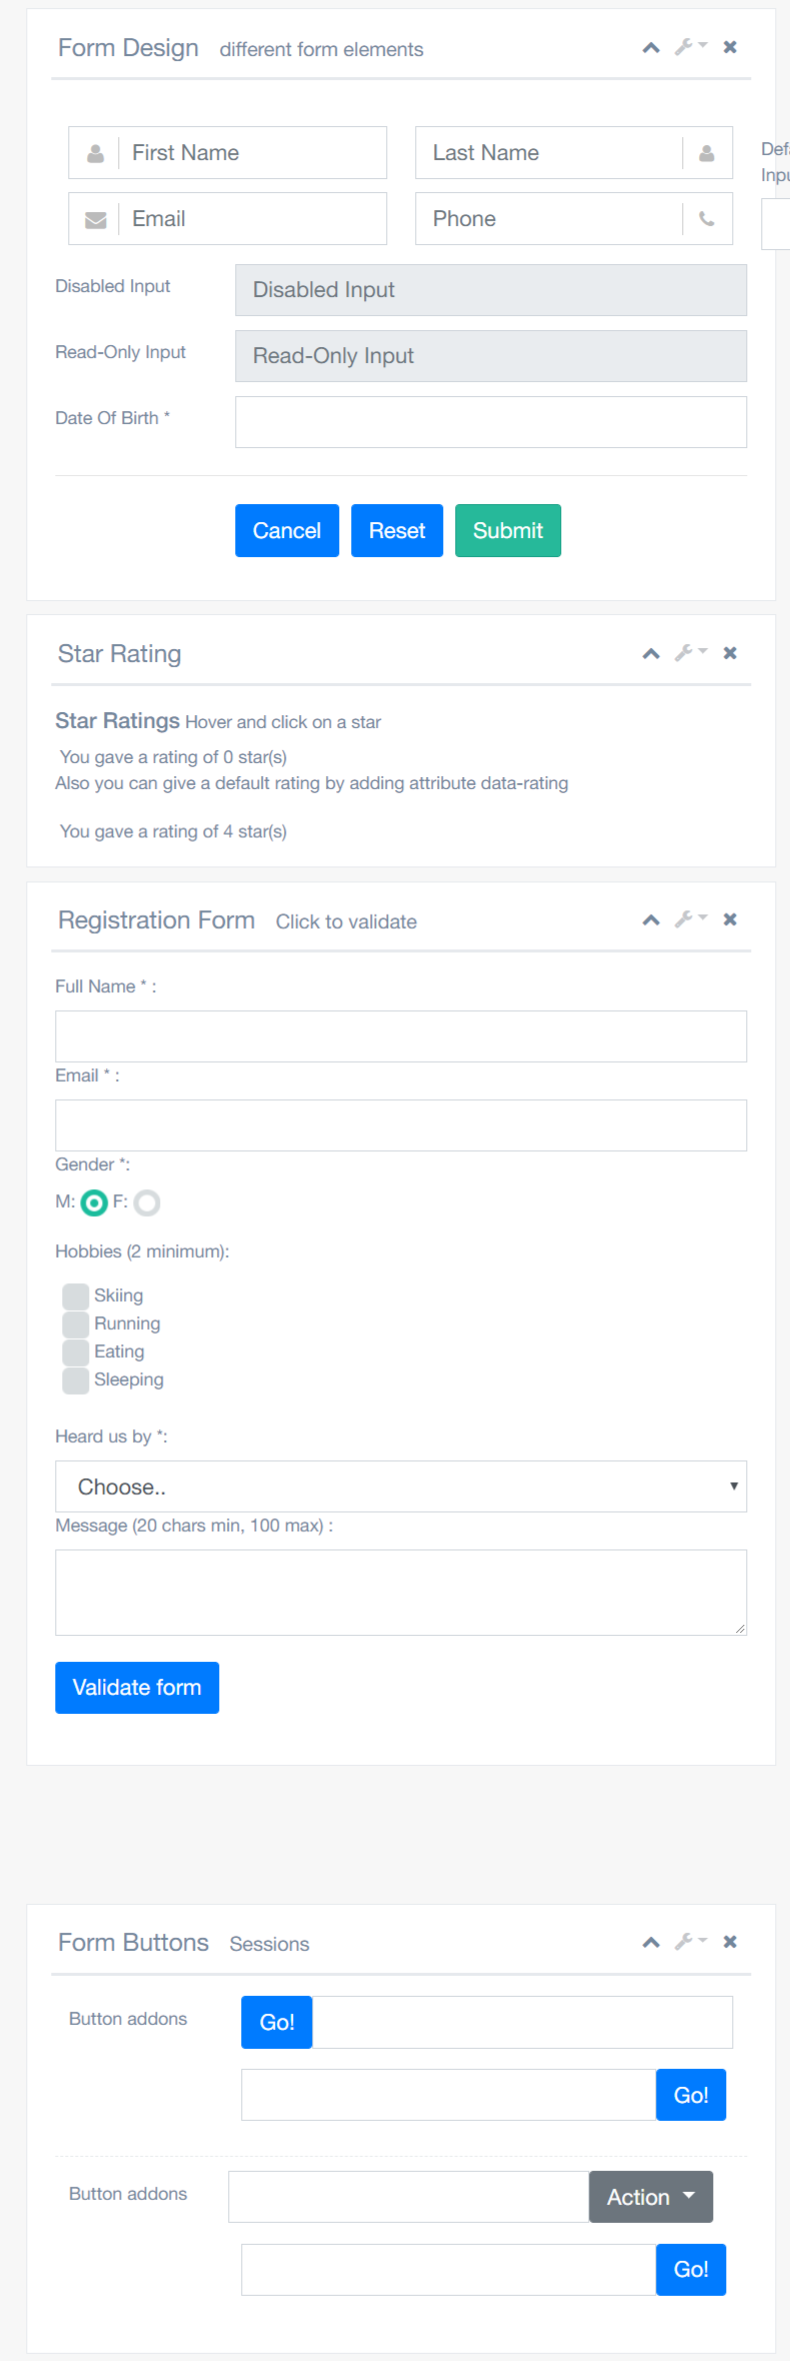 Form Design different form elements
First Name
Last Name
Email
Phone
Disabled Input
Disabled Input
Read-Only Input
Read-Only Input
Date Of Birth *
Cancel
Reset
Submit
Star Rating
Star Ratings Hover and click on a star
You gave a rating of 0 star(s)
Also you can give a default rating by adding attribute data-rating
You gave a rating of 4 star(s)
Registration Form Click to validate
Full Name * :
Email * :
Gender *:
M: F:
Hobbies (2 minimum):
Skiing
Running
Eating
Sleeping
Heard us by *:
Choose..
Message (20 chars min, 100 max) :
Validate form
Form Buttons Sessions
Button addons
Go!
Go!
Button addons
Action
Go!